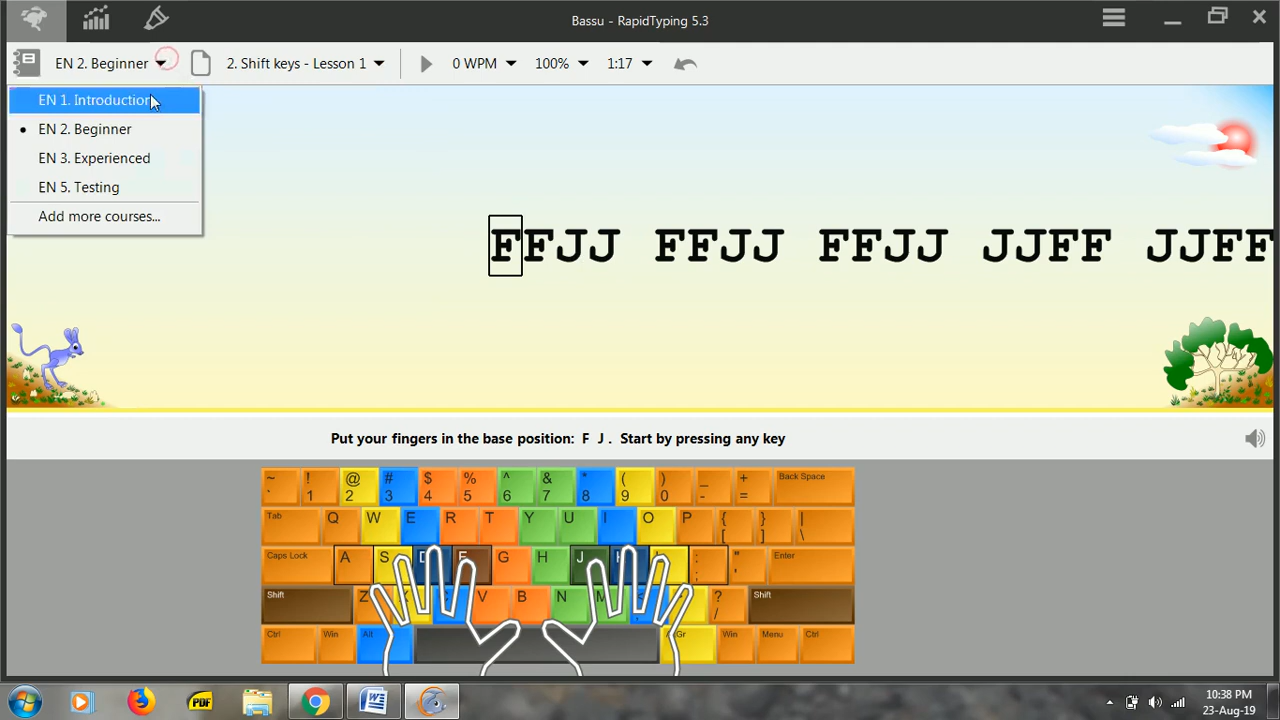 Bassu - RapidTyping 5.3
EN 2. Beginner 2. Shift keys - Lesson 1 0 WPM 100% 1:17
EN 1. Introduction
EN 2. Beginner
EN 3. Experienced
EN 5. Testing
Add more courses...
FFJJ FFJJ FFJJ JJFF JJFF
Put your fingers in the base position: F J . Start by pressing any key
~ ! @ # $ % ^ & * ( ) _ + Back Space
` 1 2 3 4 5 6 7 8 9 0 - =
Tab Q W E R T Y U I O P { } |
[ ] \
Caps Lock A S D F G H J K L : " Enter
; '
Shift Z X C V B N M < ? Shift
, /
Ctrl Win Alt AltGr Win Menu Ctrl
PDF
10:38 PM
23-Aug-19